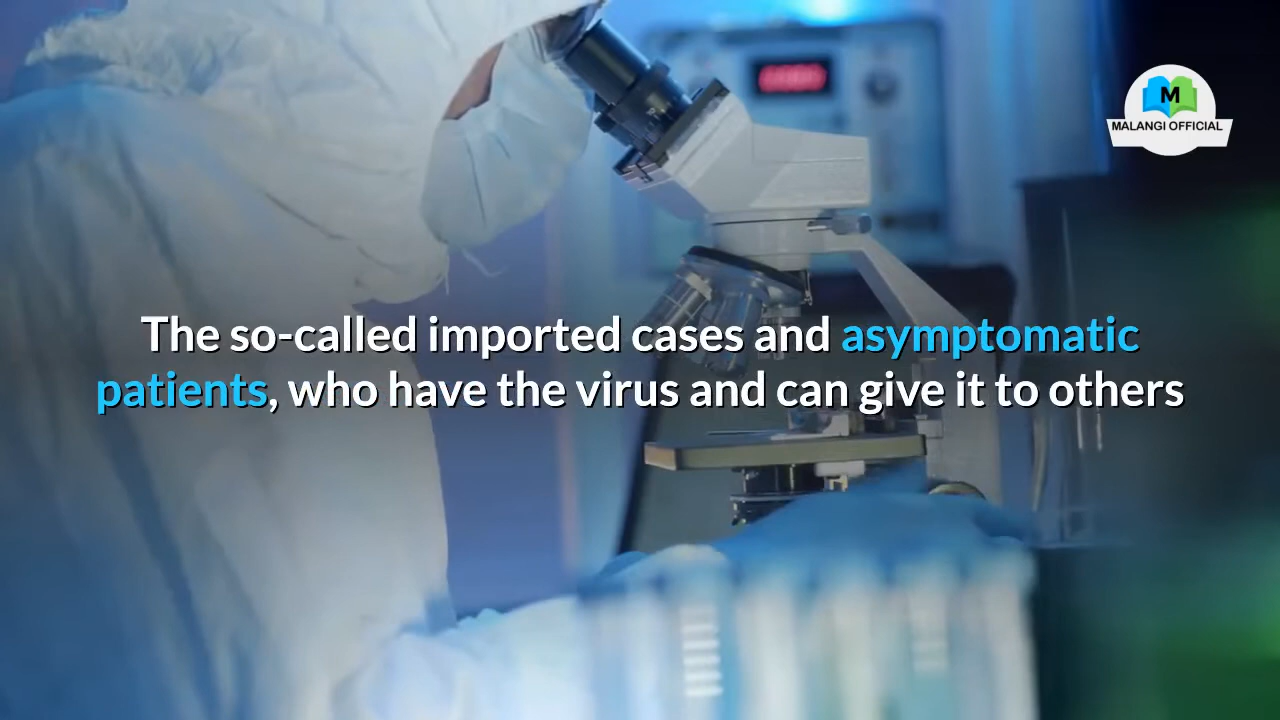 M
MALANGI OFFICIAL
The so-called imported cases and asymptomatic
patients, who have the virus and can give it to others